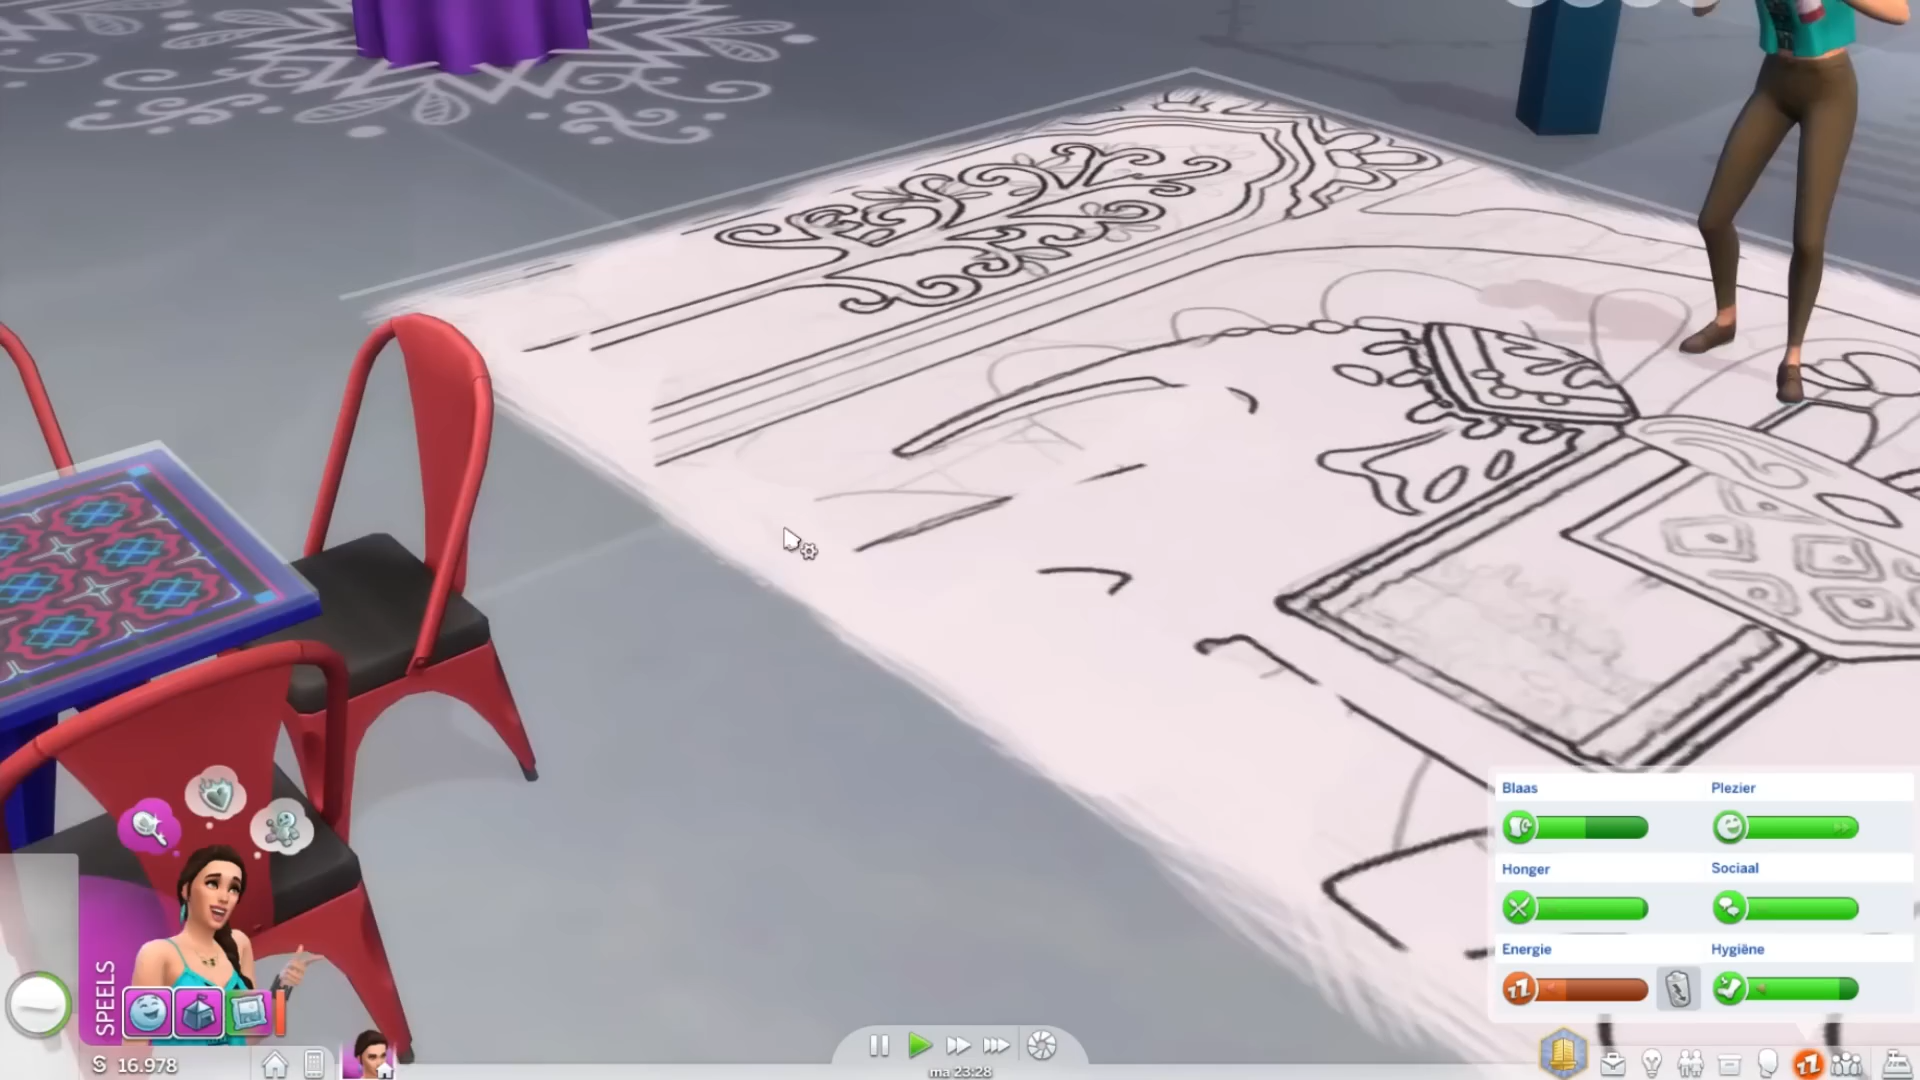 Blaas Plezier
Honger Sociaal
Energie Hygiëne
SPEELS
16.978
ma 23:28